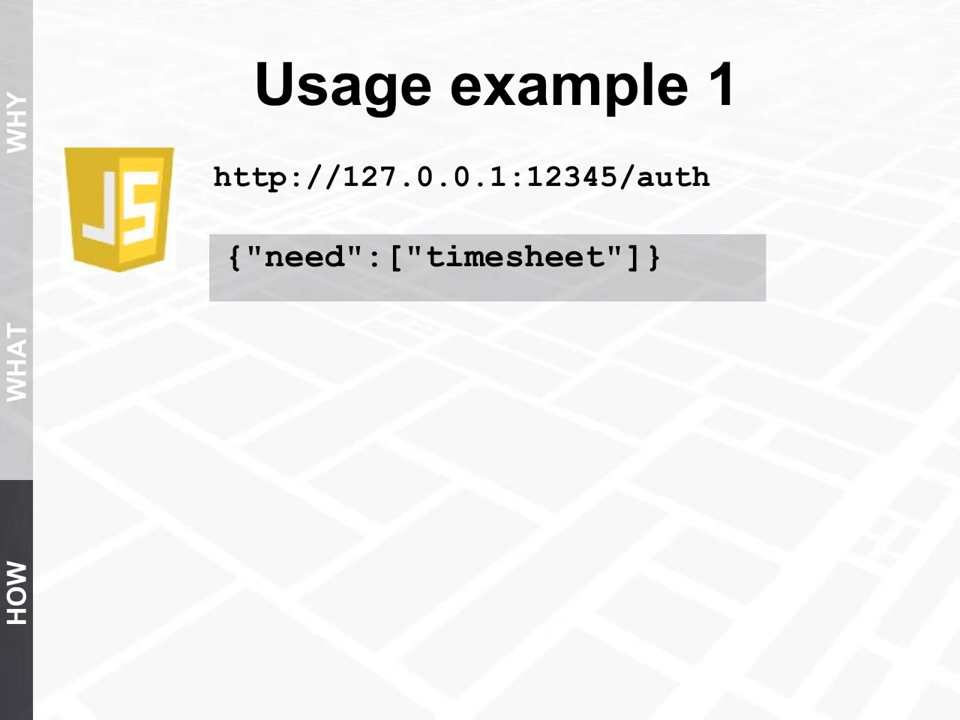 Usage example 1
WHY
JS
http://127.0.0.1:12345/auth
{"need":["timesheet"]}
WHAT
HOW